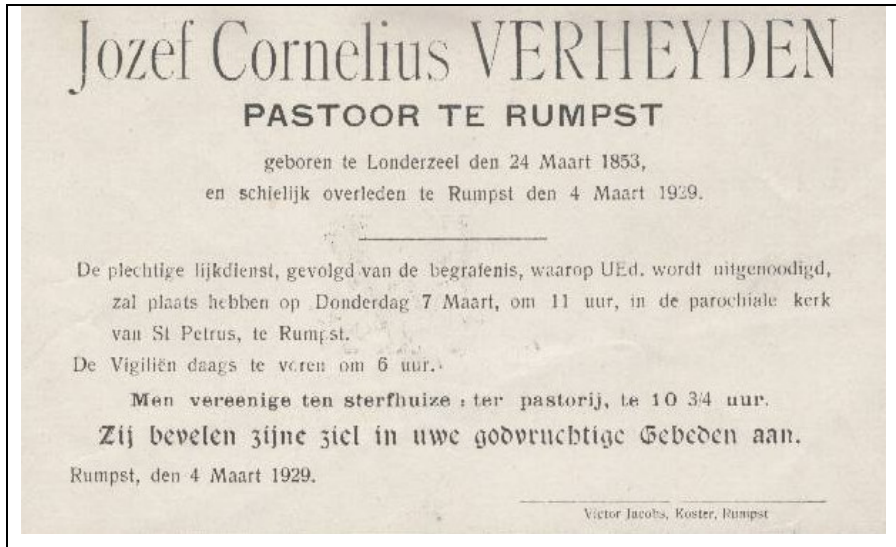 Jozef Cornelius VERHEYDEN
PASTOOR TE RUMPST
geboren te Londerzeel den 24 Maart 1853,
en schielijk overleden te Rumpst den 4 Maart 1929.
De plechtige lijkdienst, gevolgd van de begrafenis, waarop UEd. wordt uitgenoodigd,
zal plaats hebben op Donderdag 7 Maart, om 11 uur, in de parochiale kerk
van St Petrus, te Rumpst.
De Vigiliën daags te voren om 6 uur.
Men vereenige ten sterfhuize : ter pastorij, te 10 3/4 uur.
Zij bevelen zijne ziel in uwe godvruchtige Gebeden aan.
Rumpst, den 4 Maart 1929.
Victor Jacobs, Koster, Rumpst